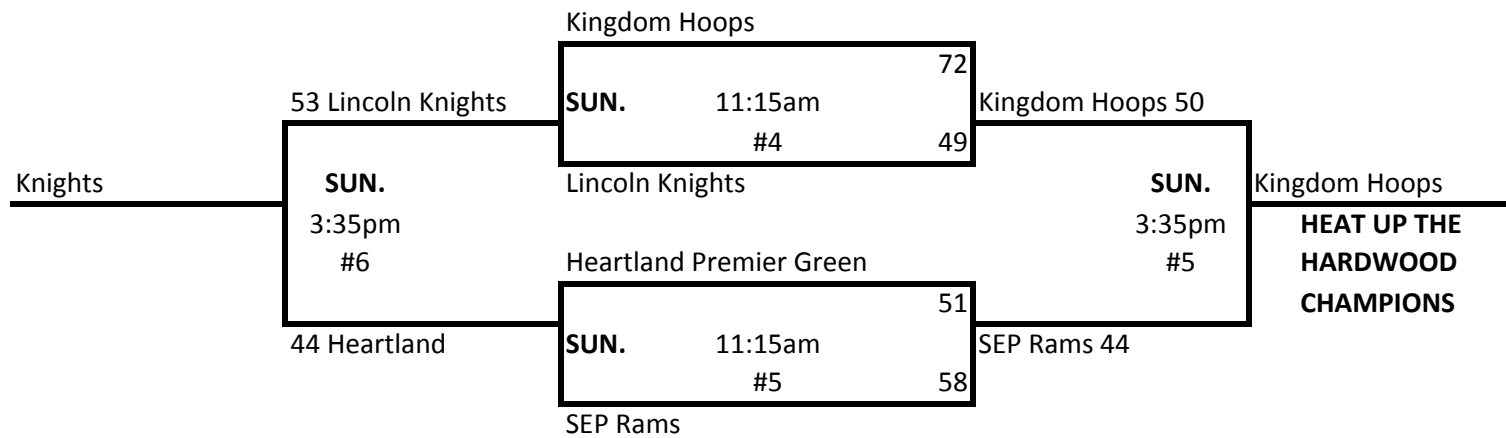 Kingdom Hoops
72
53 Lincoln Knights SUN. 11:15am Kingdom Hoops 50
#4 49
Knights SUN. Lincoln Knights SUN. Kingdom Hoops
3:35pm 3:35pm HEAT UP THE
#6 Heartland Premier Green #5 HARDWOOD
51 CHAMPIONS
44 Heartland SUN. 11:15am SEP Rams 44
#5 58
SEP Rams